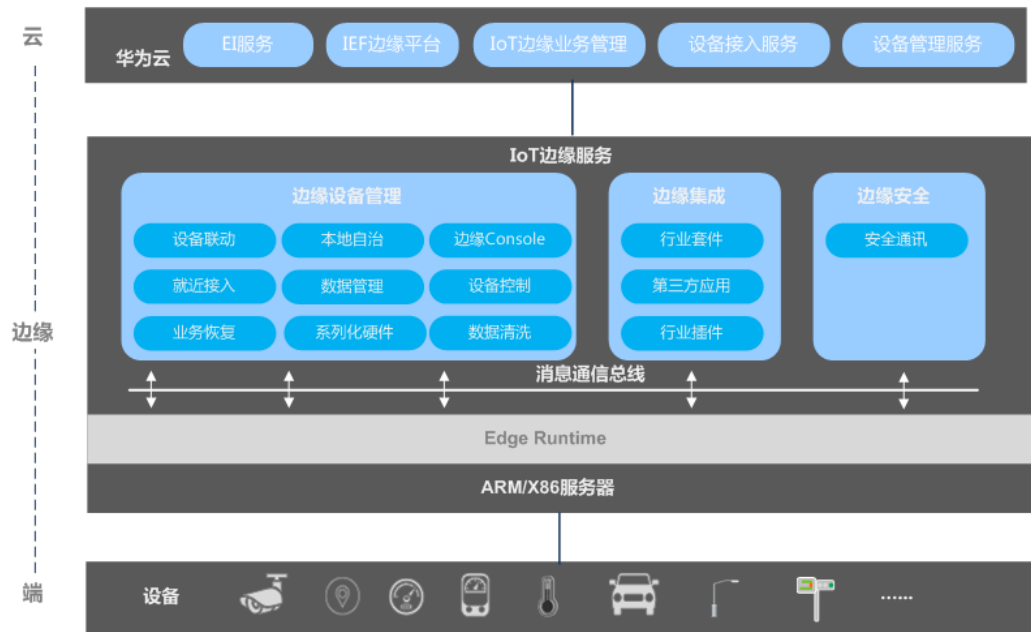 云
华为云
EI服务
IEF边缘平台
IoT边缘业务管理
设备接入服务
设备管理服务
边缘
IoT边缘服务
边缘设备管理
设备联动
本地自治
边缘Console
就近接入
数据管理
设备控制
业务恢复
系列化硬件
数据清洗
边缘集成
行业套件
第三方应用
行业插件
边缘安全
安全通讯
消息通信总线
Edge Runtime
ARM/X86服务器
端
设备
......